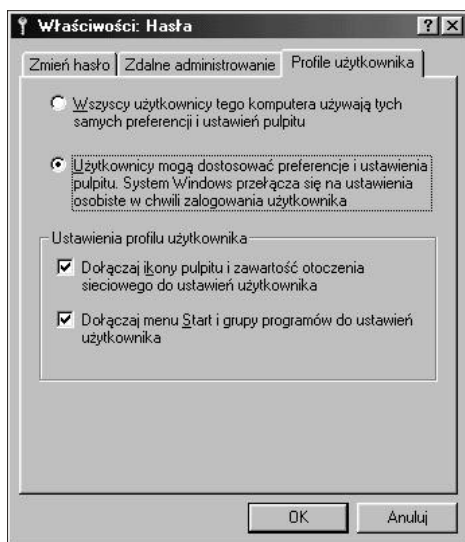 Właściwości: Hasła
Zmień hasło Zdalne administrowanie Profile użytkownika
Wszyscy użytkownicy tego komputera używają tych
samych preferencji i ustawień pulpitu
Użytkownicy mogą dostosować preferencje i ustawienia
pulpitu. System Windows przełącza się na ustawienia
osobiste w chwili zalogowania użytkownika
Ustawienia profilu użytkownika
Dołączaj ikony pulpitu i zawartość otoczenia
sieciowego do ustawień użytkownika
Dołączaj menu Start i grupy programów do ustawień
użytkownika
OK Anuluj